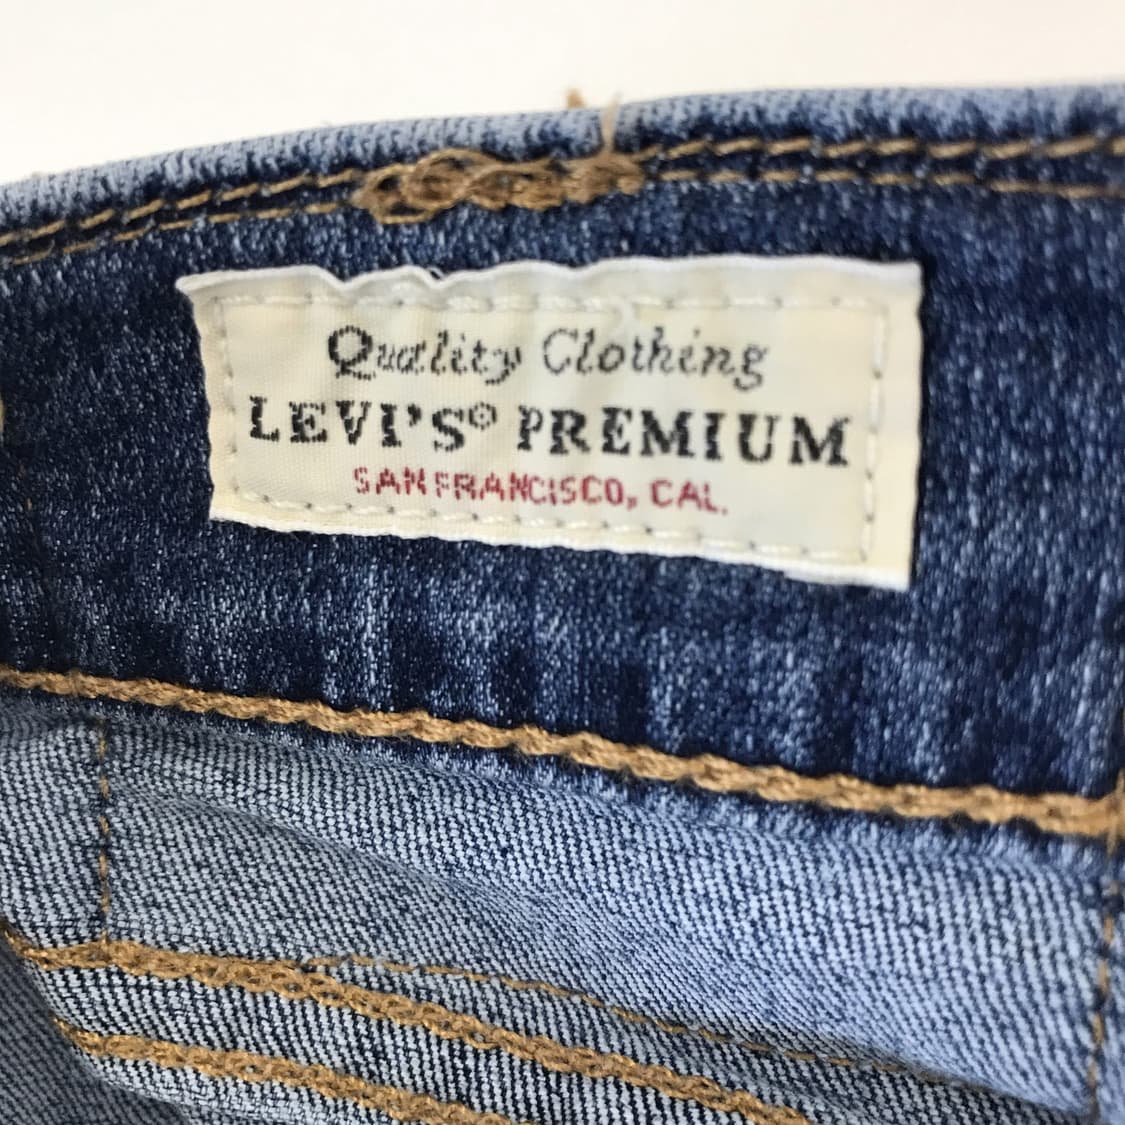 Quality Clothing
LEVI'S® PREMIUM
SAN FRANCISCO, CAL.